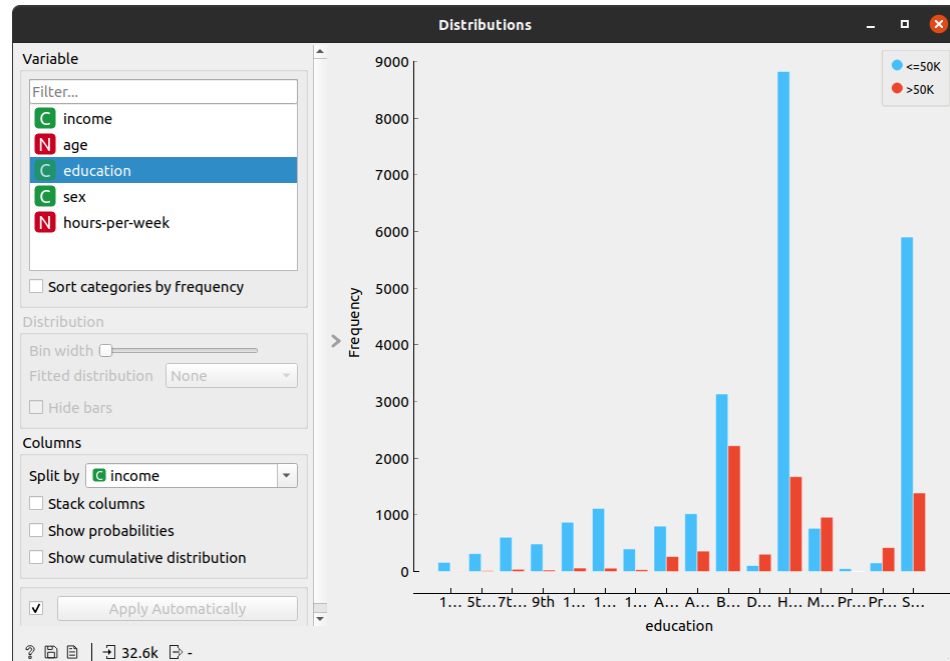 Distributions
Variable
Filter...
C income
N age
C education
C sex
N hours-per-week
Sort categories by frequency
Distribution
Bin width
Fitted distribution None
Hide bars
Columns
Split by C income
Stack columns
Show probabilities
Show cumulative distribution
Apply Automatically
? 32.6k -
<=50K
>50K
9000
8000
7000
6000
5000
4000
3000
2000
1000
0
Frequency
1... 5t... 7t... 9th 1... 1... 1... A... A... B... D... H... M... Pr... Pr... S...
education